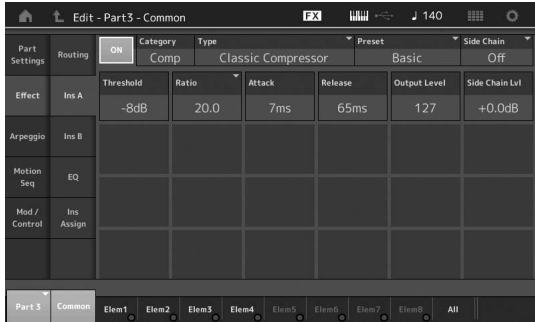 Edit - Part3 - Common FX 140
Part Settings Routing ON Category Comp Type Classic Compressor Preset Basic Side Chain Off
Effect Ins A Threshold -8dB Ratio 20.0 Attack 7ms Release 65ms Output Level 127 Side Chain Lvl +0.0dB
Arpeggio Ins B
Motion Seq EQ
Mod / Control Ins Assign
Part 3 Common Elem1 Elem2 Elem3 Elem4 Elem5 Elem6 Elem7 Elem8 All